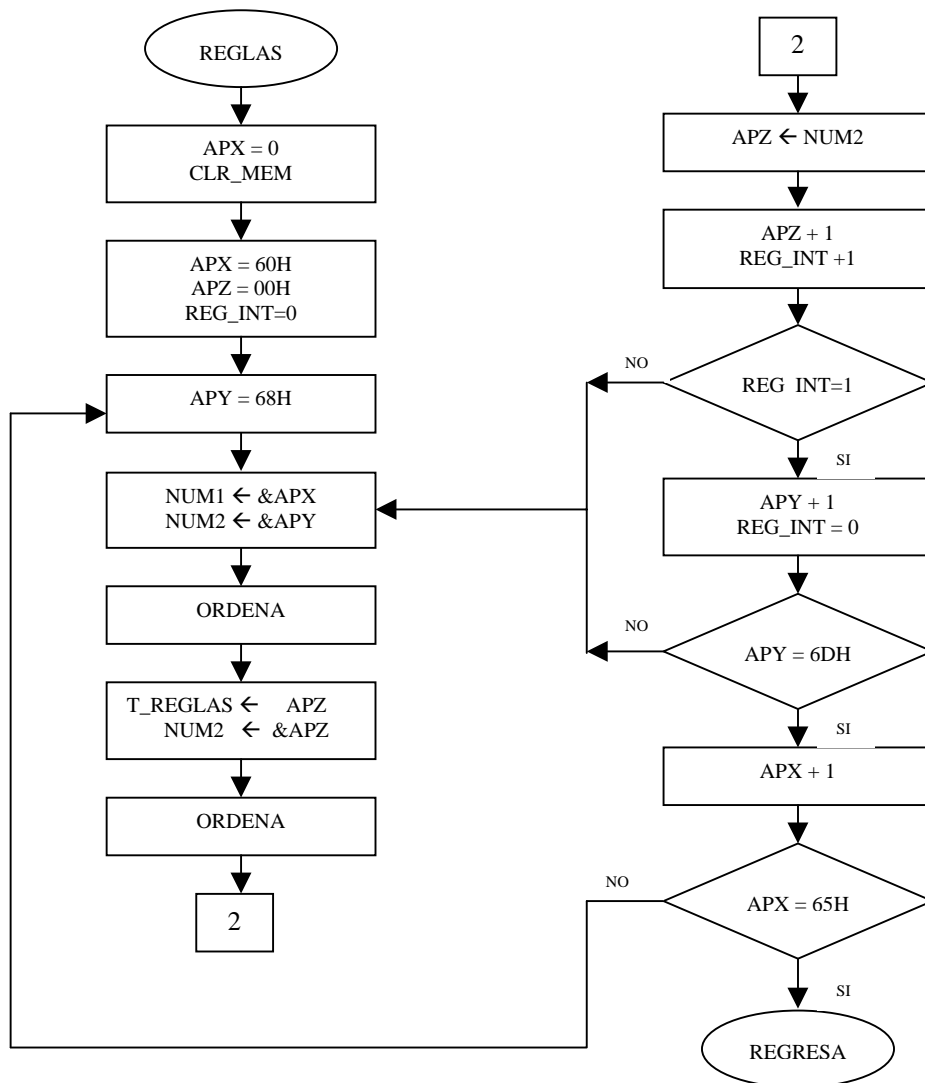 REGLAS
APX = 0
CLR_MEM
APX = 60H
APZ = 00H
REG_INT=0
APY = 68H
NUM1 ← &APX
NUM2 ← &APY
ORDENA
T_REGLAS ← APZ
NUM2 ← &APZ
ORDENA
2
2
APZ ← NUM2
APZ + 1
REG_INT +1
NO
REG INT=1
SI
APY + 1
REG_INT = 0
NO
APY = 6DH
SI
APX + 1
NO
APX = 65H
SI
REGRESA